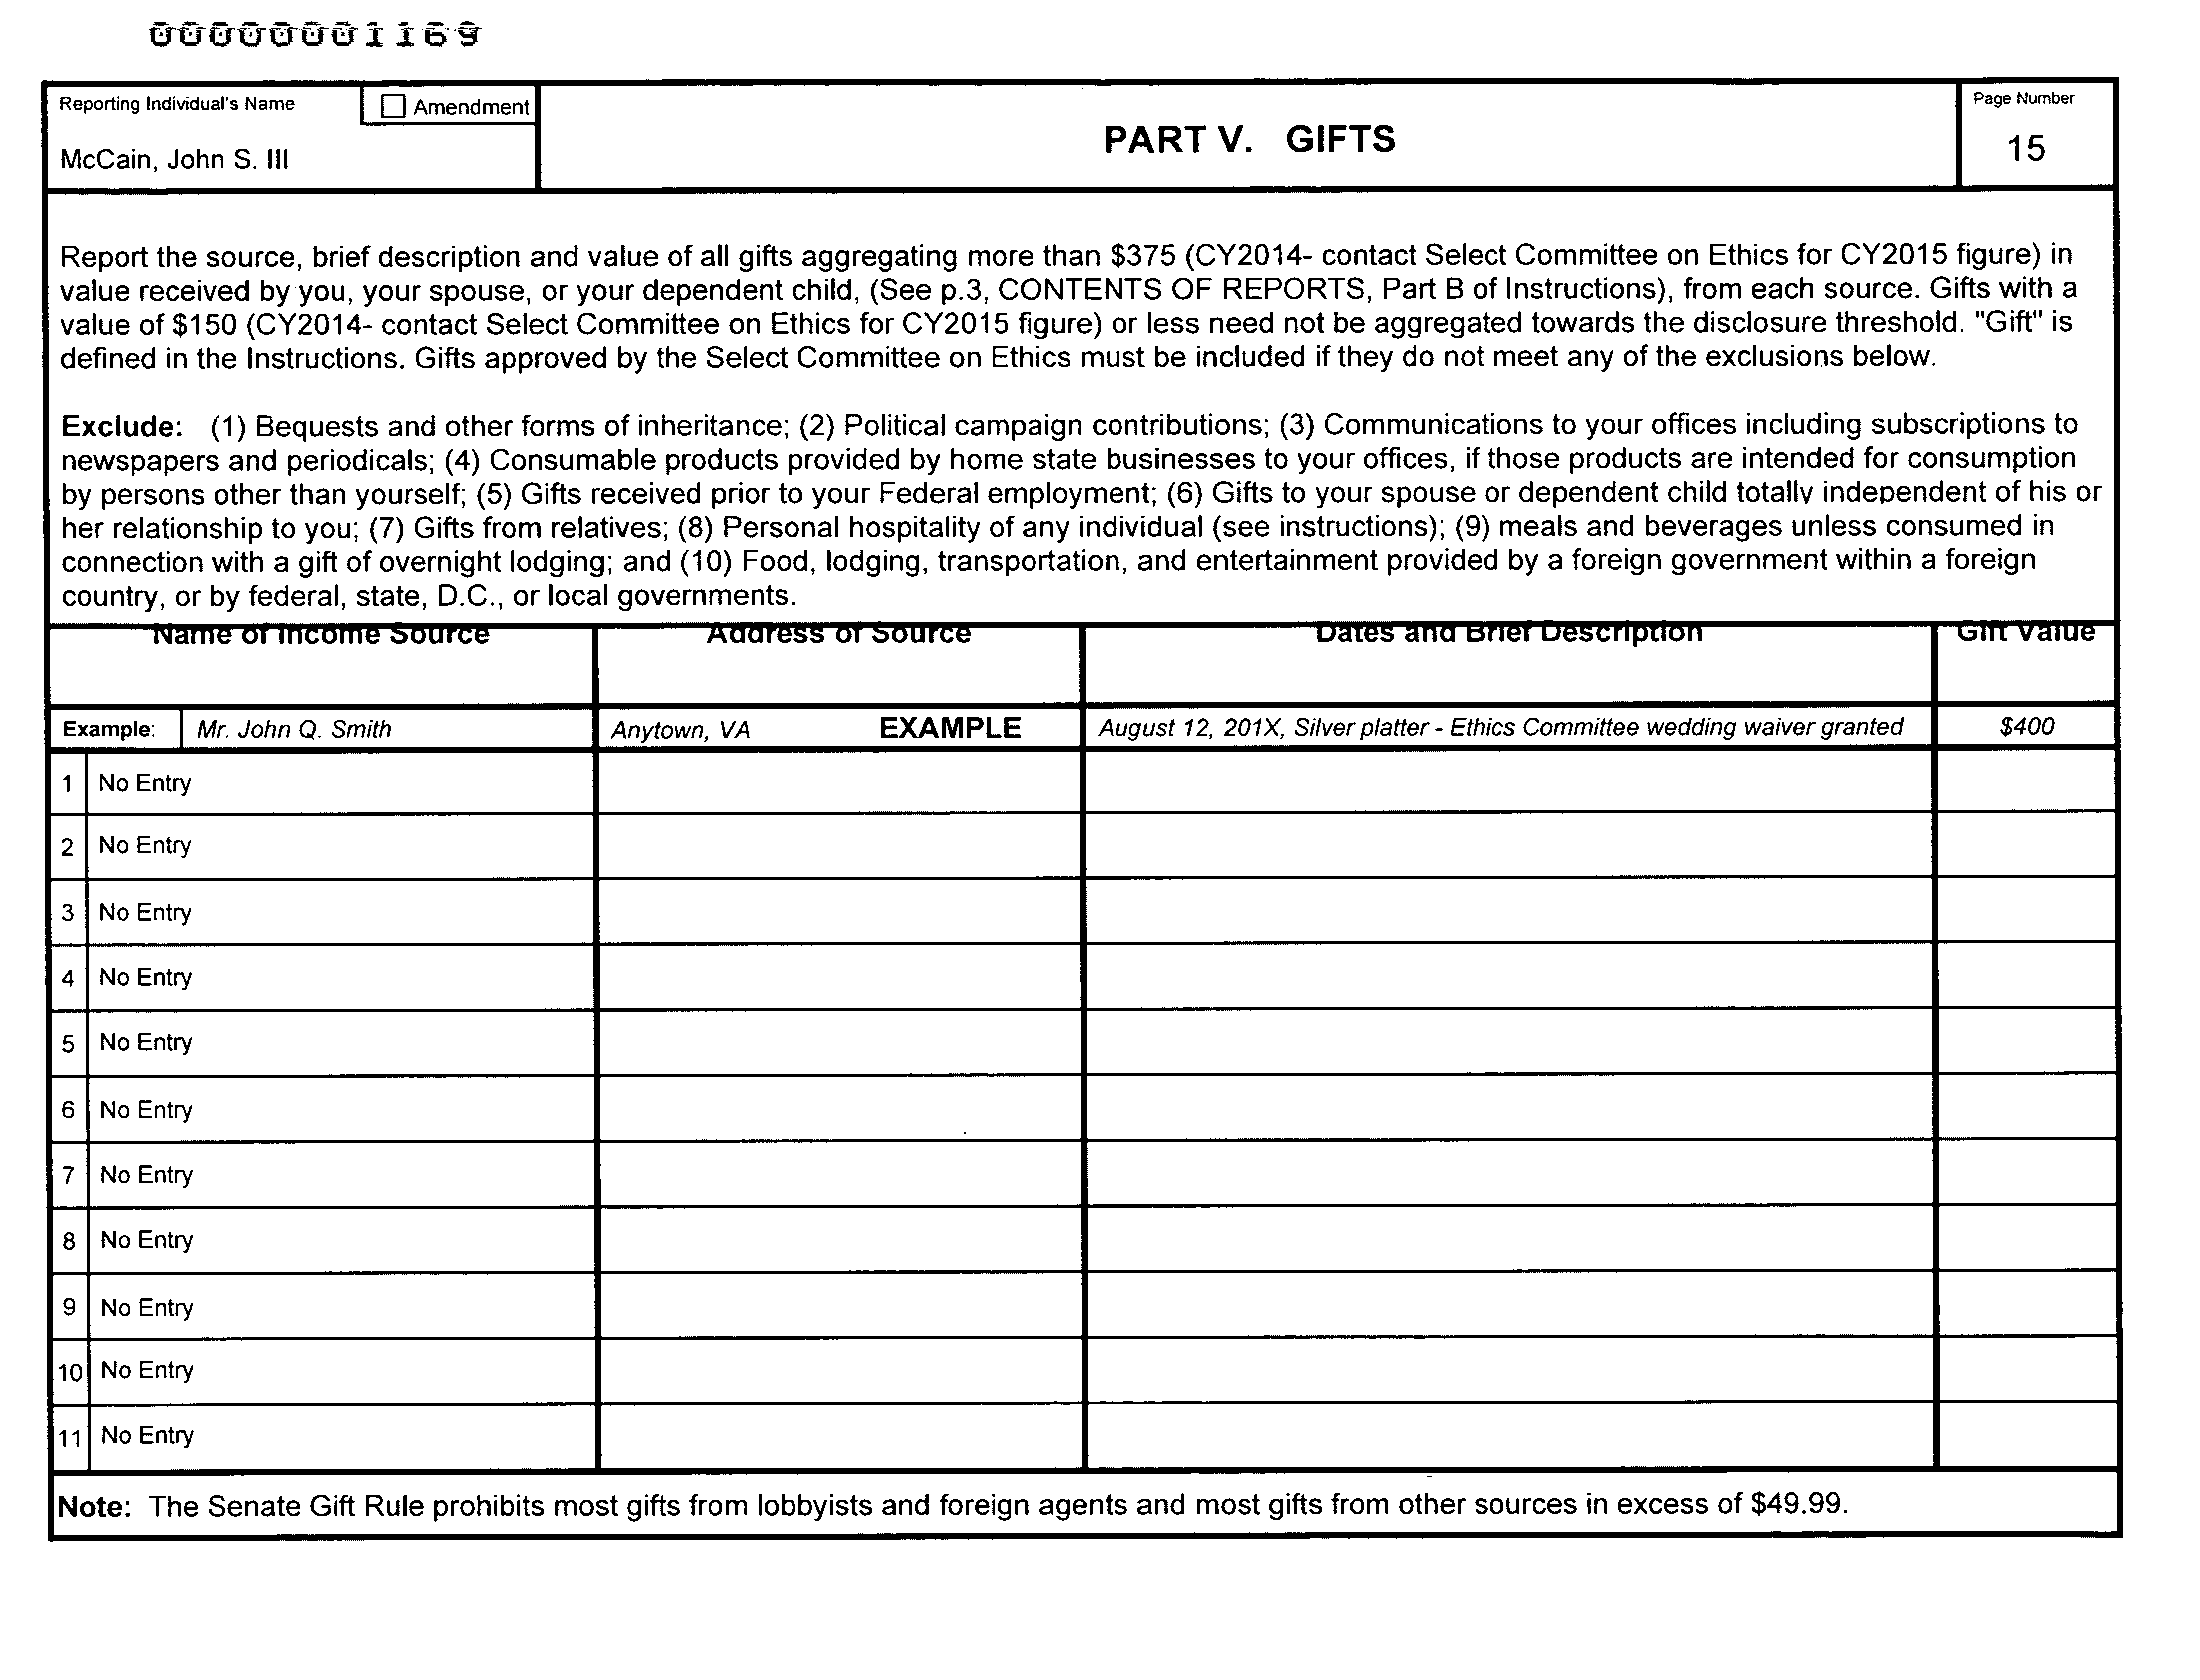 00000001169
Reporting Individual's Name
Amendment
McCain, John S. III
PART V. GIFTS
Page Number
15
Report the source, brief description and value of all gifts aggregating more than $375 (CY2014- contact Select Committee on Ethics for CY2015 figure) in
value received by you, your spouse, or your dependent child, (See p.3, CONTENTS OF REPORTS, Part B of Instructions), from each source. Gifts with a
value of $150 (CY2014- contact Select Committee on Ethics for CY2015 figure) or less need not be aggregated towards the disclosure threshold. "Gift" is
defined in the Instructions. Gifts approved by the Select Committee on Ethics must be included if they do not meet any of the exclusions below.
Exclude: (1) Bequests and other forms of inheritance; (2) Political campaign contributions; (3) Communications to your offices including subscriptions to
newspapers and periodicals; (4) Consumable products provided by home state businesses to your offices, if those products are intended for consumption
by persons other than yourself; (5) Gifts received prior to your Federal employment; (6) Gifts to your spouse or dependent child totally independent of his or
her relationship to you; (7) Gifts from relatives; (8) Personal hospitality of any individual (see instructions); (9) meals and beverages unless consumed in
connection with a gift of overnight lodging; and (10) Food, lodging, transportation, and entertainment provided by a foreign government within a foreign
country, or by federal, state, D.C., or local governments.
Name of Income Source Address of Source Dates and Brief Description Gift Value
Example: Mr. John Q. Smith Anytown, VA EXAMPLE August 12, 201X, Silver platter - Ethics Committee wedding waiver granted $400
1 No Entry
2 No Entry
3 No Entry
4 No Entry
5 No Entry
6 No Entry
7 No Entry
8 No Entry
9 No Entry
10 No Entry
11 No Entry
Note: The Senate Gift Rule prohibits most gifts from lobbyists and foreign agents and most gifts from other sources in excess of $49.99.